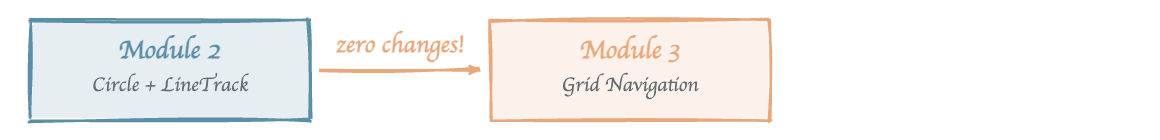 Module 2
Circle + LineTrack
zero changes!
Module 3
Grid Navigation